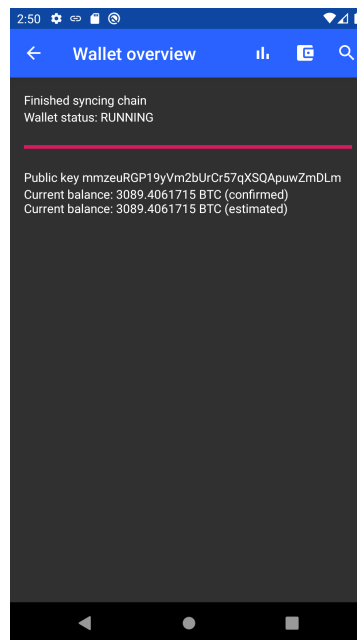 2:50
Wallet overview
Finished syncing chain
Wallet status: RUNNING
Public key mmzeuRGP19yVm2bUrCr57qXSQApuwZmDLm
Current balance: 3089.4061715 BTC (confirmed)
Current balance: 3089.4061715 BTC (estimated)